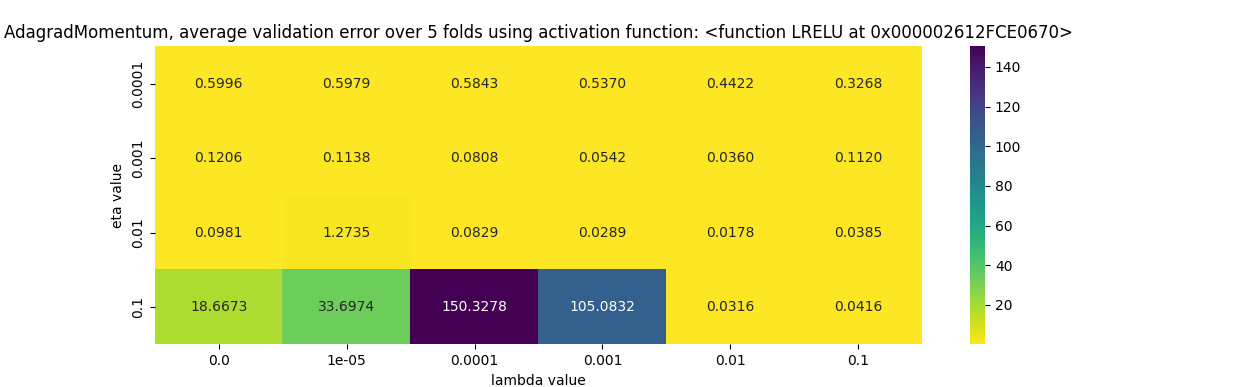 AdagradMomentum, average validation error over 5 folds using activation function: <function LRELU at 0x000002612FCE0670>
eta value
0.0001 0.5996 0.5979 0.5843 0.5370 0.4422 0.3268
0.001 0.1206 0.1138 0.0808 0.0542 0.0360 0.1120
0.01 0.0981 1.2735 0.0829 0.0289 0.0178 0.0385
0.1 18.6673 33.6974 150.3278 105.0832 0.0316 0.0416
0.0 1e-05 0.0001 0.001 0.01 0.1
lambda value
140
120
100
80
60
40
20